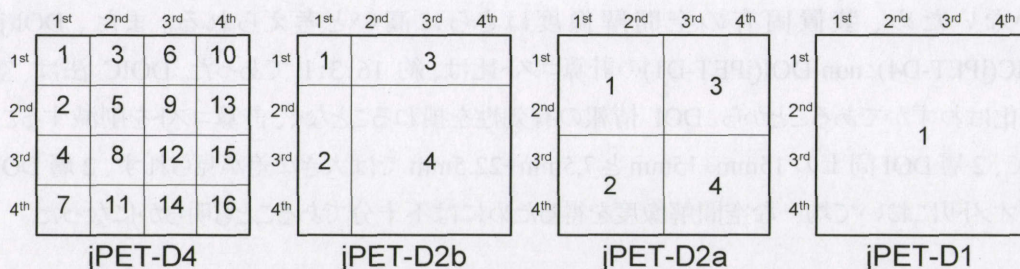 1st 2nd 3rd 4th 1st 2nd 3rd 4th 1st 2nd 3rd 4th 1st 2nd 3rd 4th
1st 1 3 6 10 1st 1 3 1st 1st
2nd 2 5 9 13 2nd 2nd 1 3 2nd
3rd 4 8 12 15 3rd 2 4 3rd 3rd 1
4th 7 11 14 16 4th 4th 2 4 4th
jPET-D4 jPET-D2b jPET-D2a jPET-D1